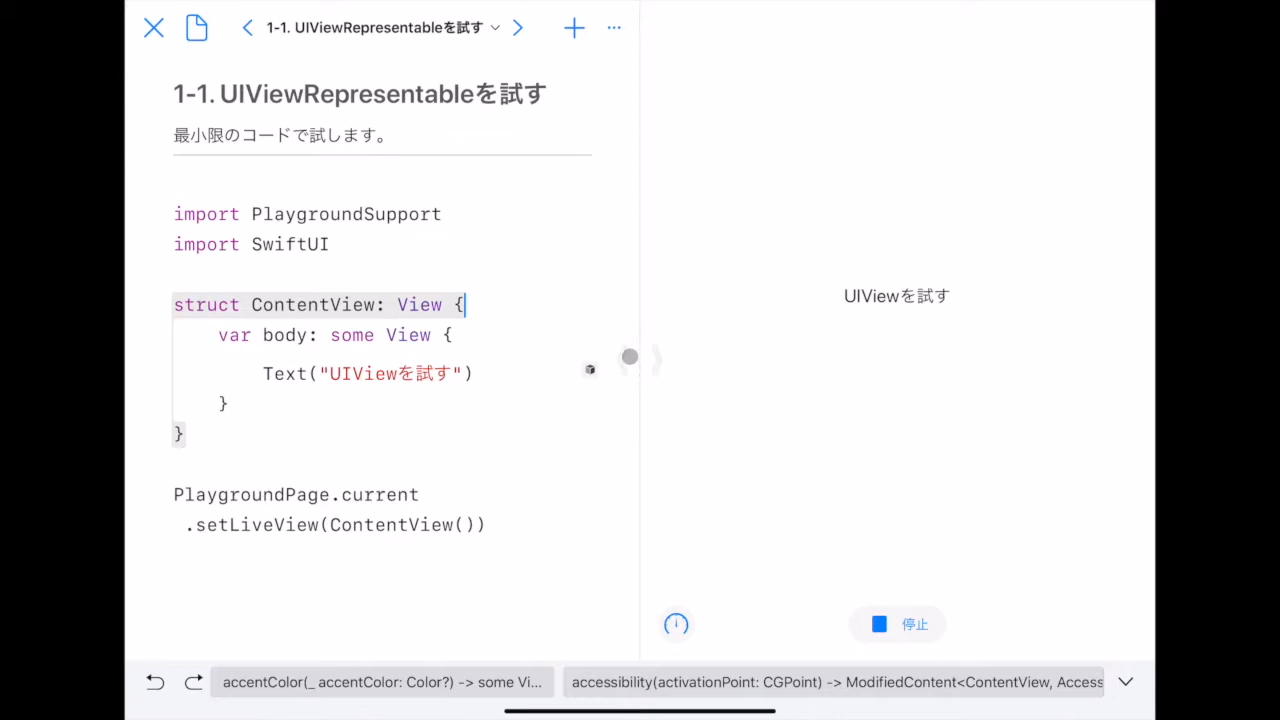 1-1. UIViewRepresentableを試す
1-1. UIViewRepresentableを試す
最小限のコードで試します。
import PlaygroundSupport
import SwiftUI
struct ContentView: View {
var body: some View {
Text("UIViewを試す")
}
}
PlaygroundPage.current
.setLiveView(ContentView())
UIViewを試す
停止
accentColor(_ accentColor: Color?) -> some Vi...
accessibility(activationPoint: CGPoint) -> ModifiedContent<ContentView, Access